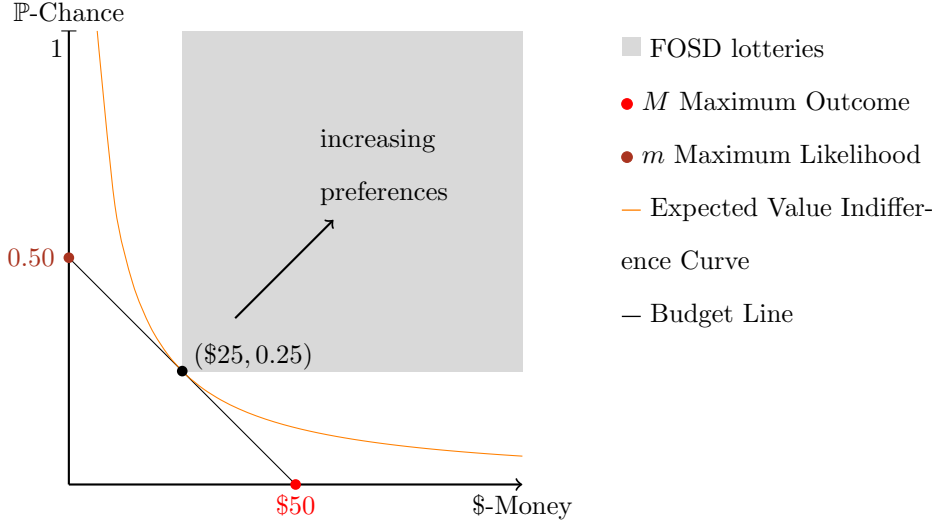 ℙ-Chance
1
increasing
preferences
0.50
($25, 0.25)
$50
$-Money
FOSD lotteries
M Maximum Outcome
m Maximum Likelihood
Expected Value Indiffer-
ence Curve
Budget Line